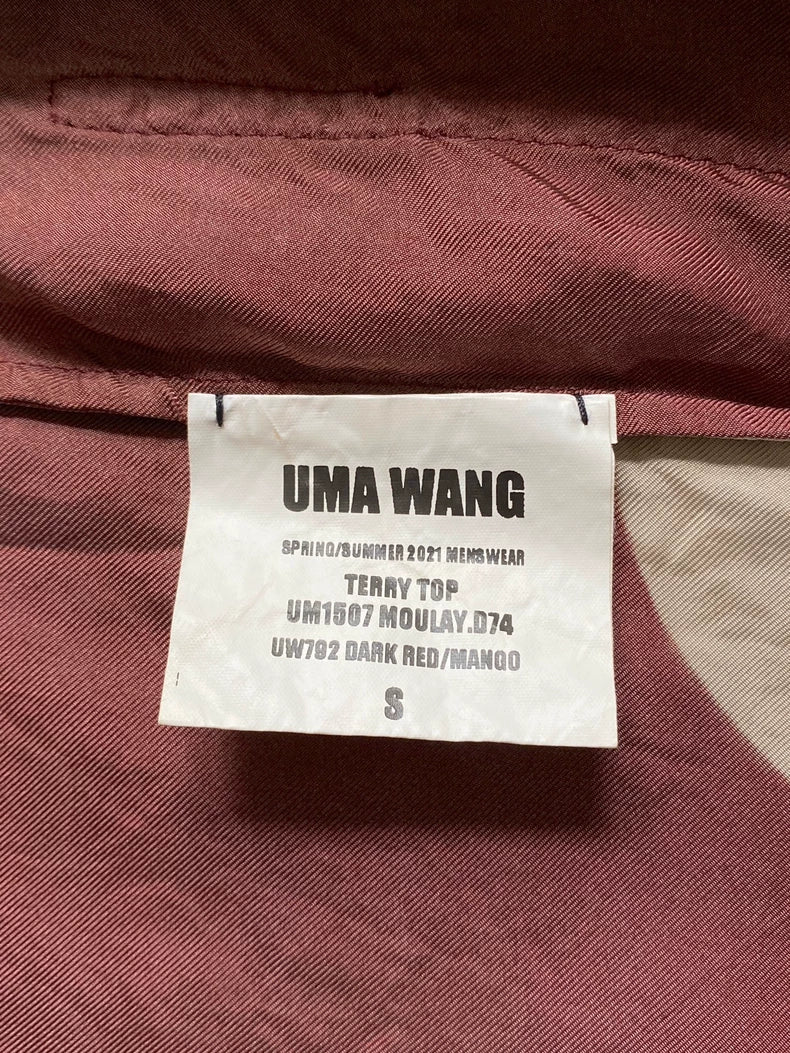 UMA WANG
SPRING/SUMMER 2021 MENSWEAR
TERRY TOP
UM1507 MOULAY.D74
UW792 DARK RED/MANGO
S